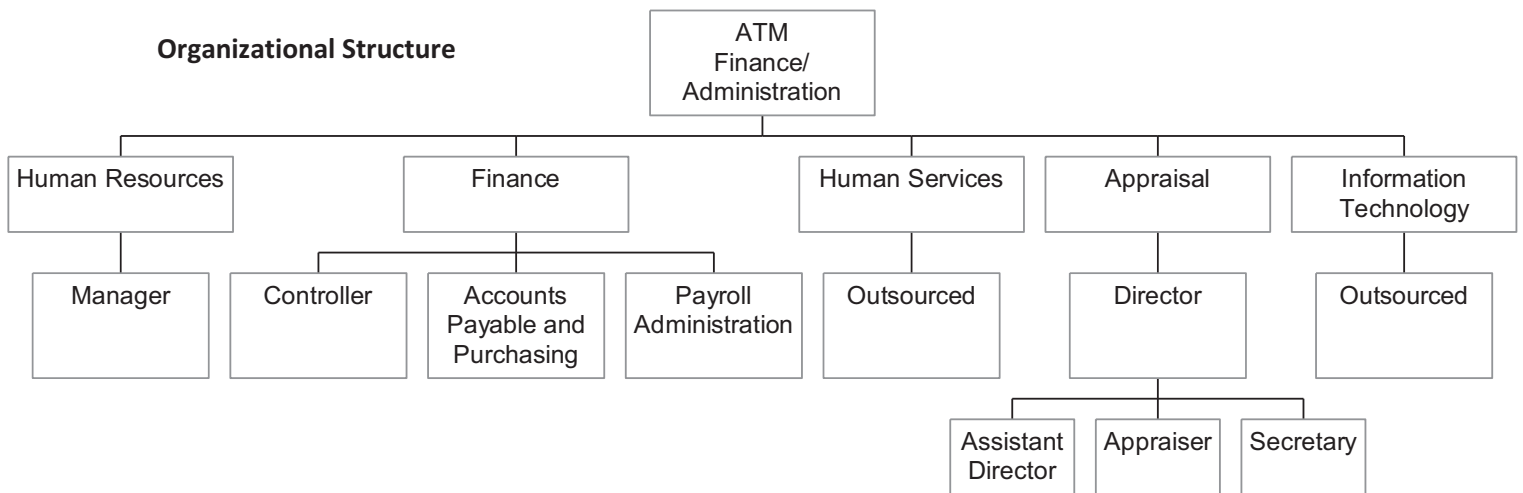 Organizational Structure
ATM
Finance/
Administration
Human Resources
Finance
Human Services
Appraisal
Information
Technology
Manager
Controller
Accounts
Payable and
Purchasing
Payroll
Administration
Outsourced
Director
Outsourced
Assistant
Director
Appraiser
Secretary